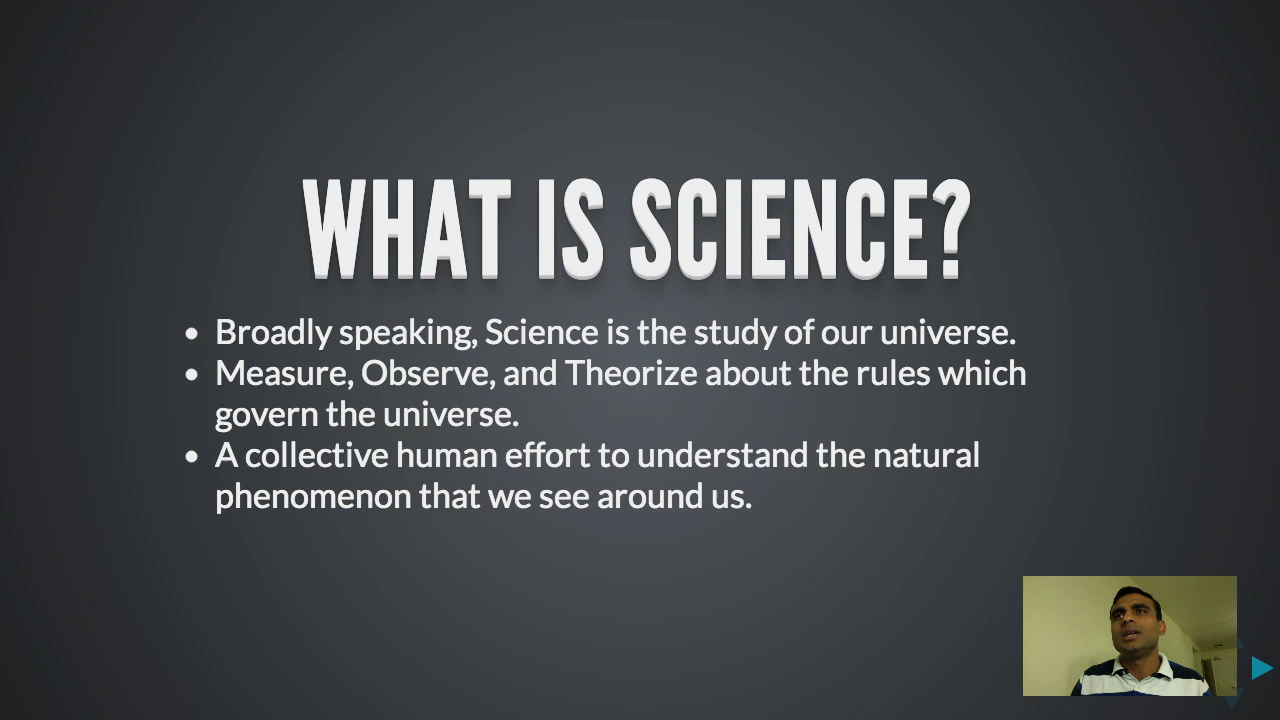 WHAT IS SCIENCE?
• Broadly speaking, Science is the study of our universe.
• Measure, Observe, and Theorize about the rules which
govern the universe.
• A collective human effort to understand the natural
phenomenon that we see around us.